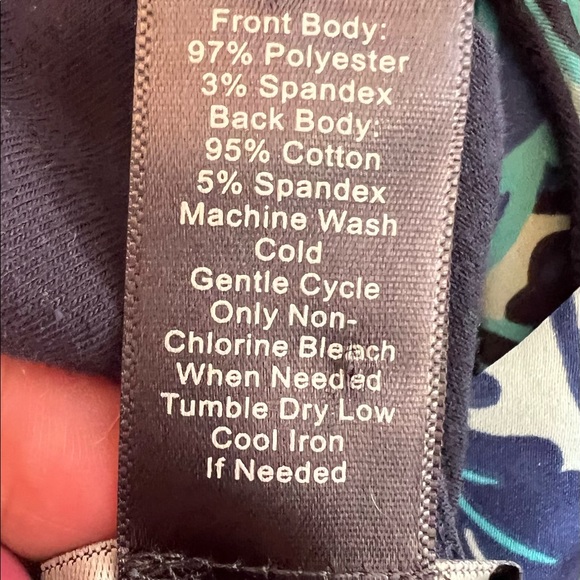 Front Body:
97% Polyester
3% Spandex
Back Body:
95% Cotton
5% Spandex
Machine Wash
Cold
Gentle Cycle
Only Non-
Chlorine Bleach
When Needed
Tumble Dry Low
Cool Iron
If Needed